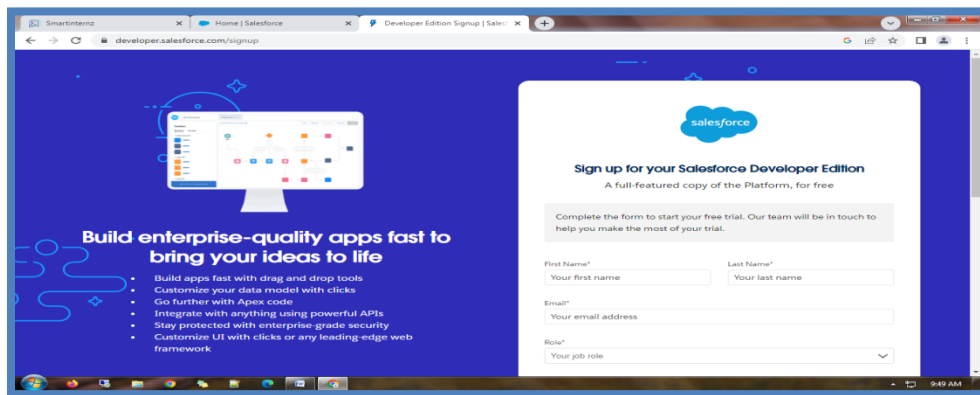 Smartinternz
Home | Salesforce
Developer Edition Signup | Salesf
developer.salesforce.com/signup
salesforce
Sign up for your Salesforce Developer Edition
A full-featured copy of the Platform, for free
Complete the form to start your free trial. Our team will be in touch to
help you make the most of your trial.
First Name*
Last Name*
Your first name
Your last name
Email*
Your email address
Role*
Your job role
Build enterprise-quality apps fast to
bring your ideas to life
Build apps fast with drag and drop tools
Customize your data model with clicks
Go further with Apex code
Integrate with anything using powerful APIs
Stay protected with enterprise-grade security
Customize UI with clicks or any leading-edge web
framework
9:49 AM